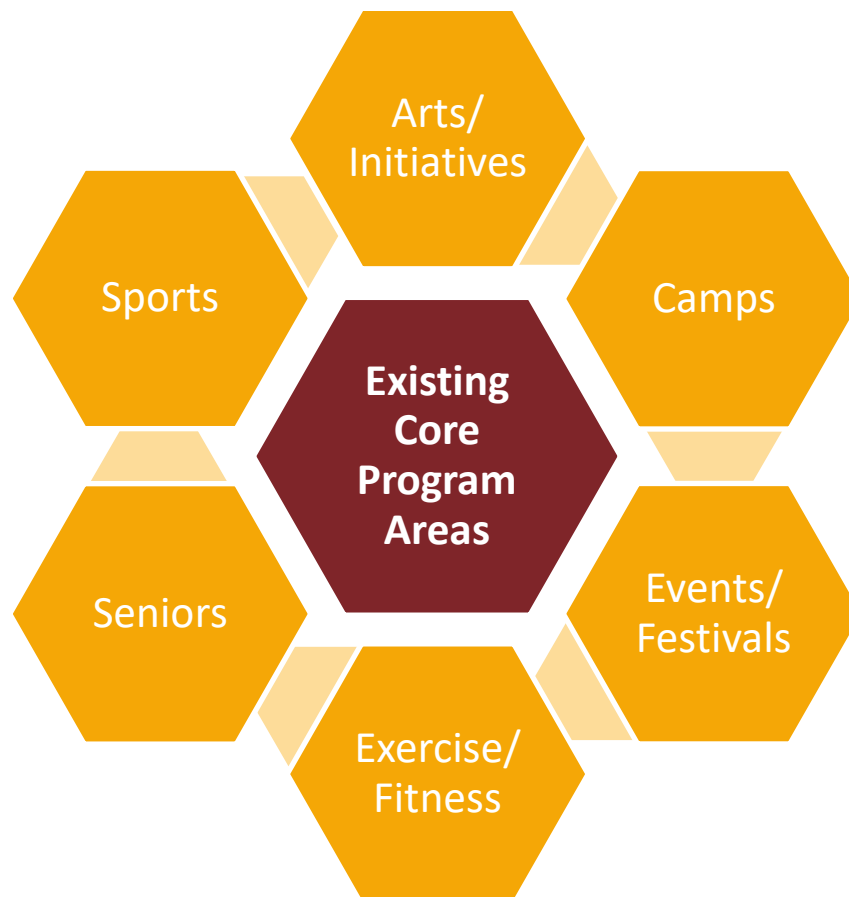 Arts/
Initiatives
Sports
Camps
Existing
Core
Program
Areas
Seniors
Events/
Festivals
Exercise/
Fitness